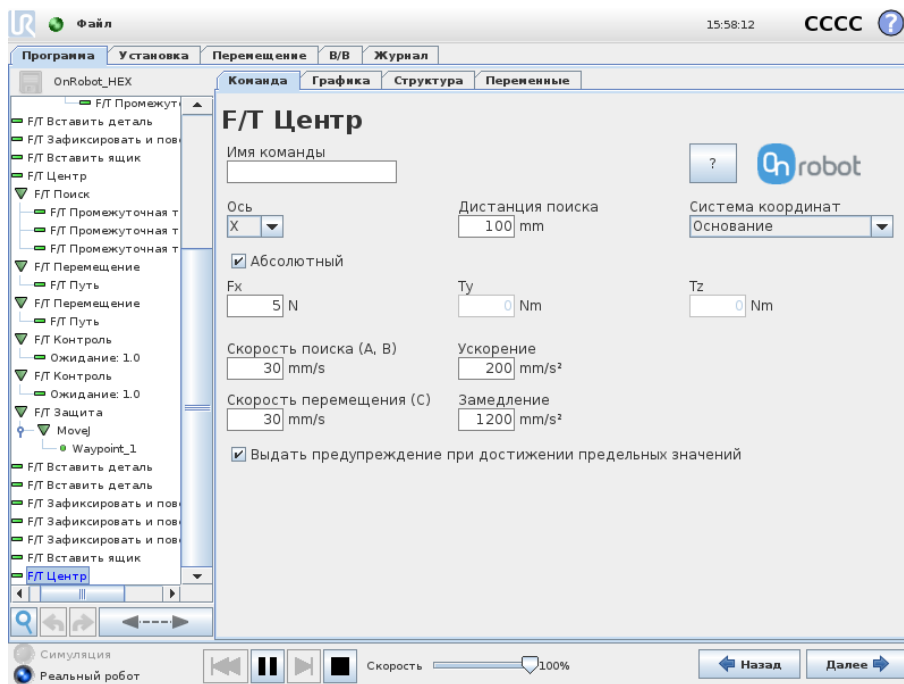 Файл
15:58:12
CCCC
?
Программа Установка Перемещение В/В Журнал
OnRobot_HEX
Команда Графика Структура Переменные
F/T Промежут
F/T Вставить деталь
F/T Зафиксировать и пов
F/T Вставить ящик
F/T Центр
F/T Поиск
F/T Промежуточная т
F/T Промежуточная т
F/T Промежуточная т
F/T Перемещение
F/T Путь
F/T Перемещение
F/T Путь
F/T Контроль
Ожидание: 1.0
F/T Контроль
Ожидание: 1.0
F/T Защита
MoveJ
Waypoint_1
F/T Вставить деталь
F/T Вставить деталь
F/T Зафиксировать и пов
F/T Зафиксировать и пов
F/T Зафиксировать и пов
F/T Вставить ящик
F/T Центр
F/T Центр
Имя команды
?
On robot
Ось Дистанция поиска Система координат
X 100 mm Основание
Абсолютный
Fx Ty Tz
5 N 0 Nm 0 Nm
Скорость поиска (A, B) Ускорение
30 mm/s 200 mm/s²
Скорость перемещения (C) Замедление
30 mm/s 1200 mm/s²
Выдать предупреждение при достижении предельных значений
Симуляция
Реальный робот
Скорость 100%
Назад Далее